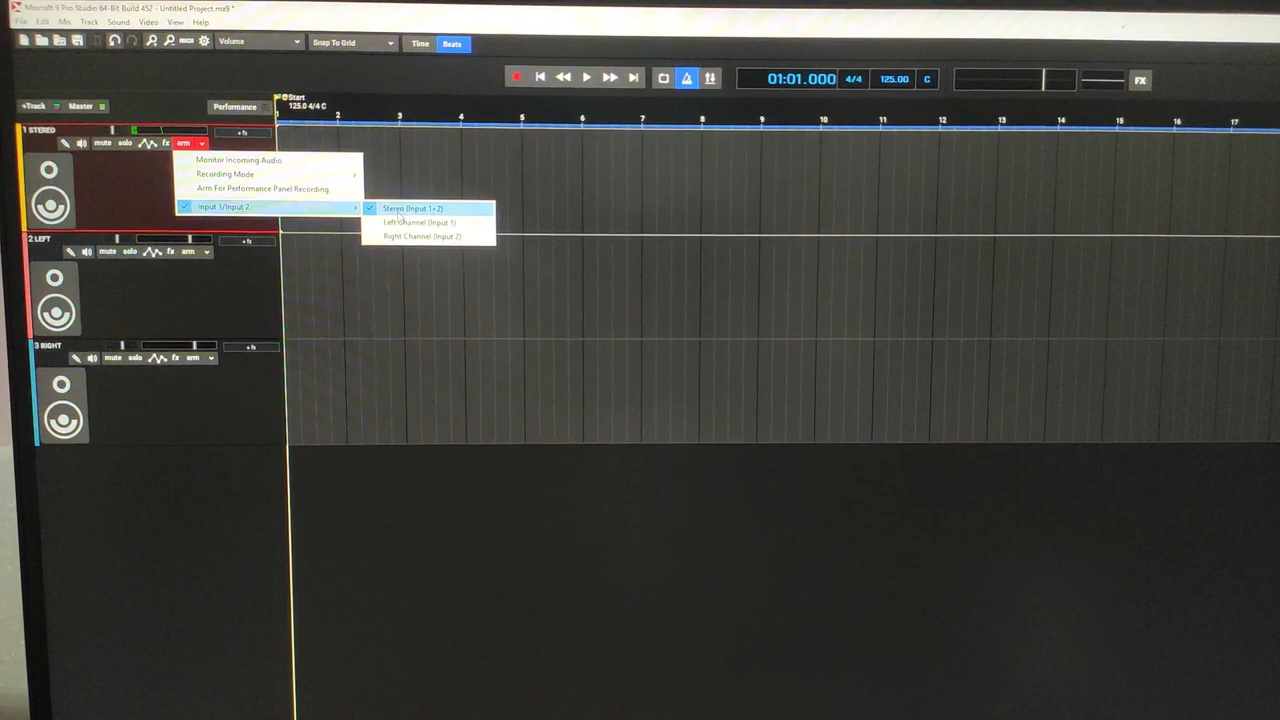 Mixcraft 9 Pro Studio 64-Bit Build 452 - Untitled Project.mx9 *
File Edit Mix Track Sound Video View Help
MIDI Volume Snap To Grid Time Beats
01:01.000 4/4 125.00 C FX
+Track Master Performance
Start
125.0 4/4 C
1 2 3 4 5 6 7 8 9 10 11 12 13 14 15 16 17
1 STEREO
+fx
mute solo fx arm
Monitor Incoming Audio
Recording Mode
Arm For Performance Panel Recording
Input 1/Input 2
Stereo (Input 1+2)
Left Channel (Input 1)
Right Channel (Input 2)
2 LEFT
+fx
mute solo fx arm
3 RIGHT
+fx
mute solo fx arm